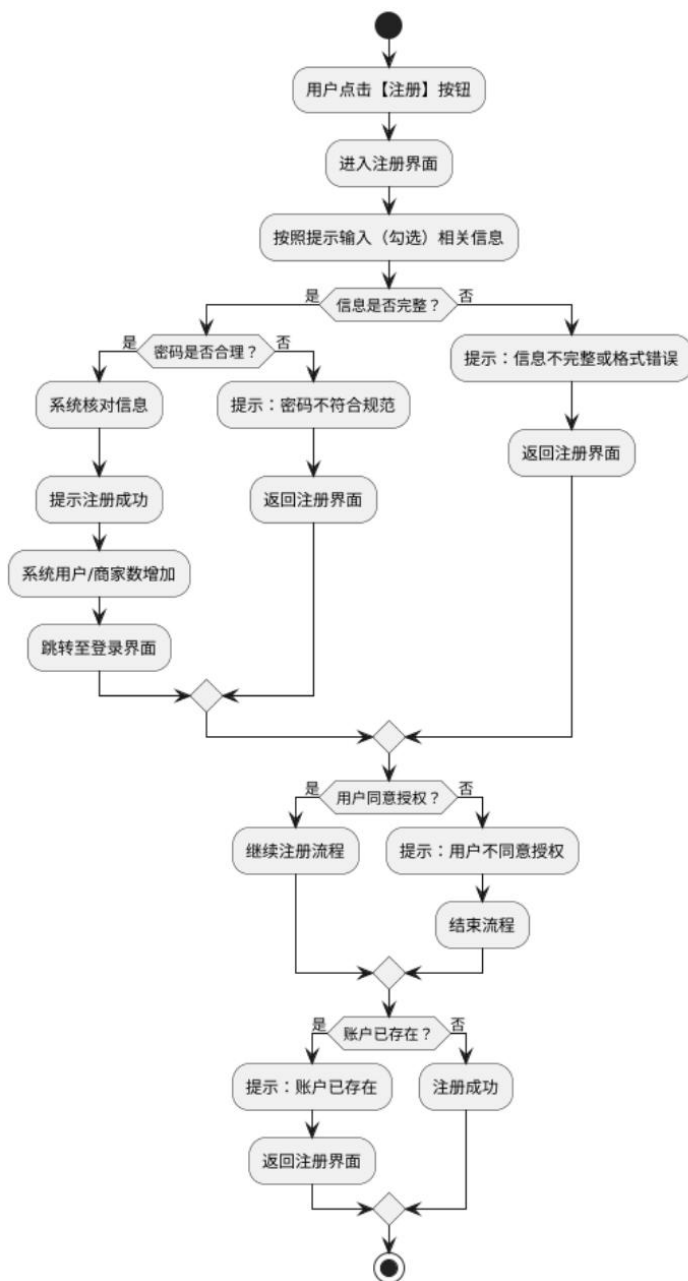 用户点击【注册】按钮
进入注册界面
按照提示输入（勾选）相关信息
是
信息是否完整？
否
是
密码是否合理？
否
提示：信息不完整或格式错误
系统核对信息
提示：密码不符合规范
返回注册界面
提示注册成功
返回注册界面
系统用户/商家数增加
跳转至登录界面
是
用户同意授权？
否
继续注册流程
提示：用户不同意授权
结束流程
是
账户已存在？
否
提示：账户已存在
注册成功
返回注册界面